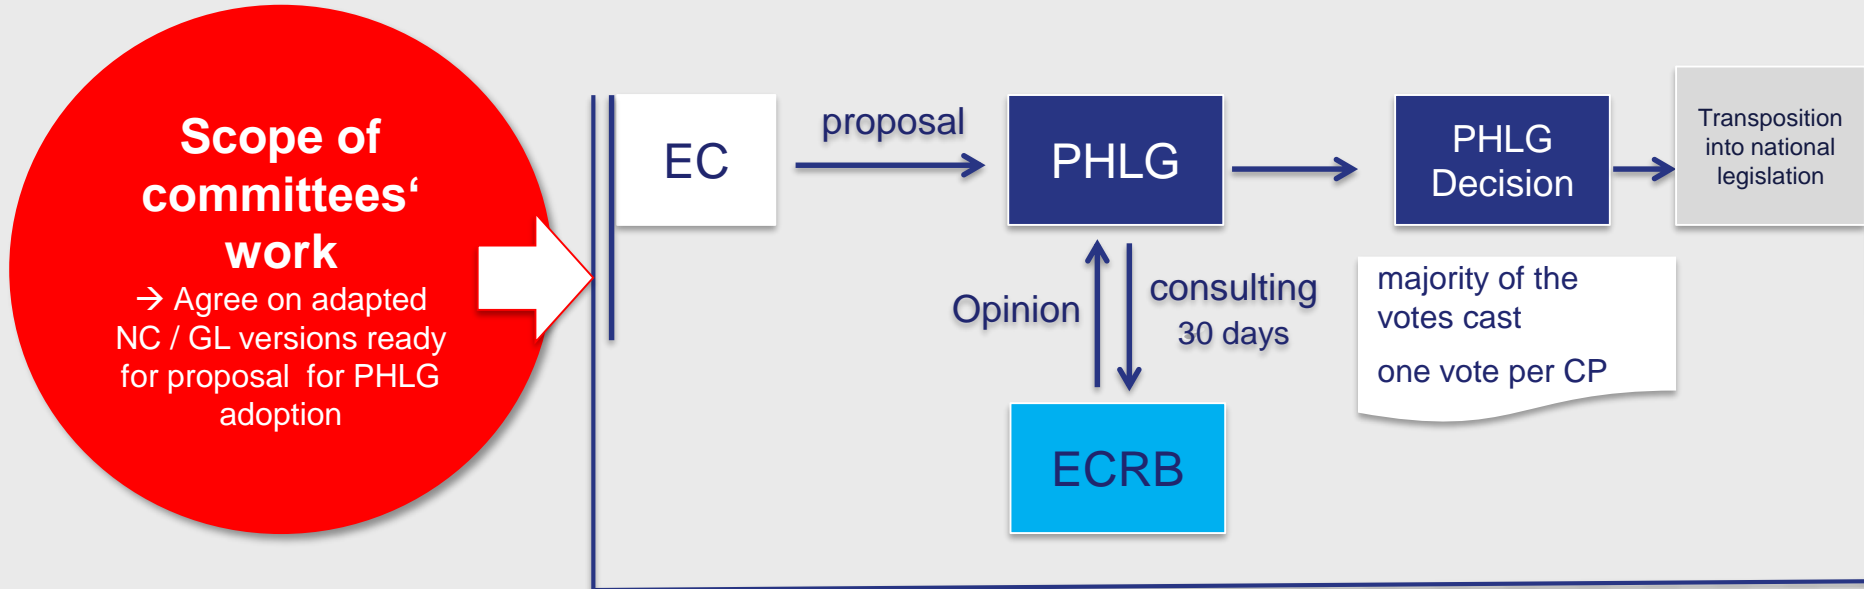 Scope of
committees‘
work
→ Agree on adapted
NC / GL versions ready
for proposal for PHLG
adoption
EC
proposal
PHLG
PHLG
Decision
Transposition
into national
legislation
Opinion
consulting
30 days
majority of the
votes cast
one vote per CP
ECRB